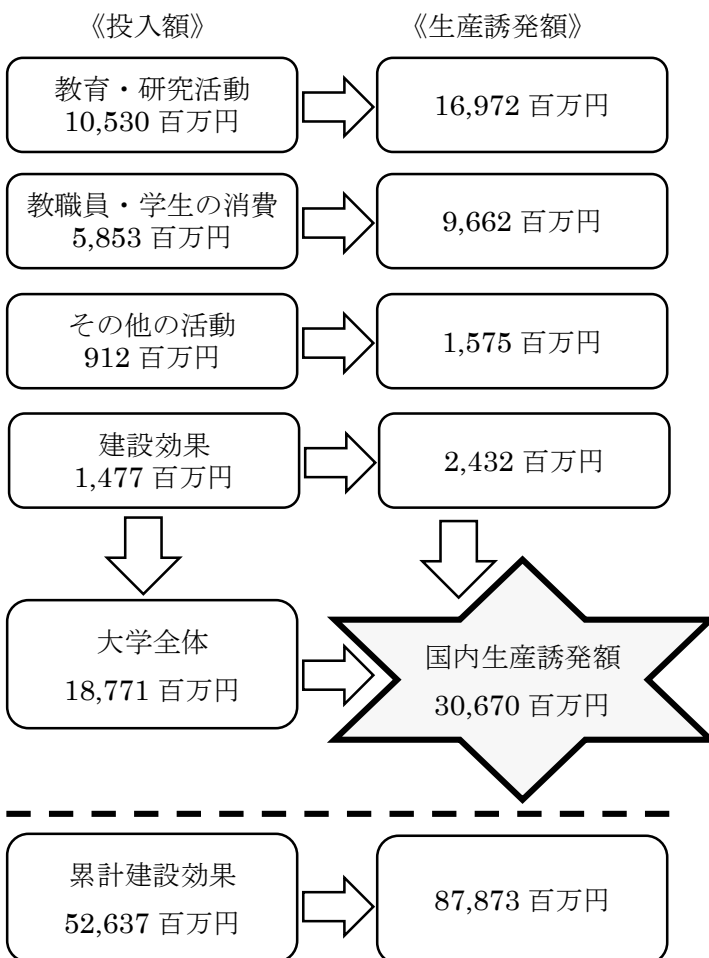 《投入額》
《生産誘発額》
教育・研究活動
10,530 百万円
16,972 百万円
教職員・学生の消費
5,853 百万円
9,662 百万円
その他の活動
912 百万円
1,575 百万円
建設効果
1,477 百万円
2,432 百万円
大学全体
18,771 百万円
国内生産誘発額
30,670 百万円
累計建設効果
52,637 百万円
87,873 百万円